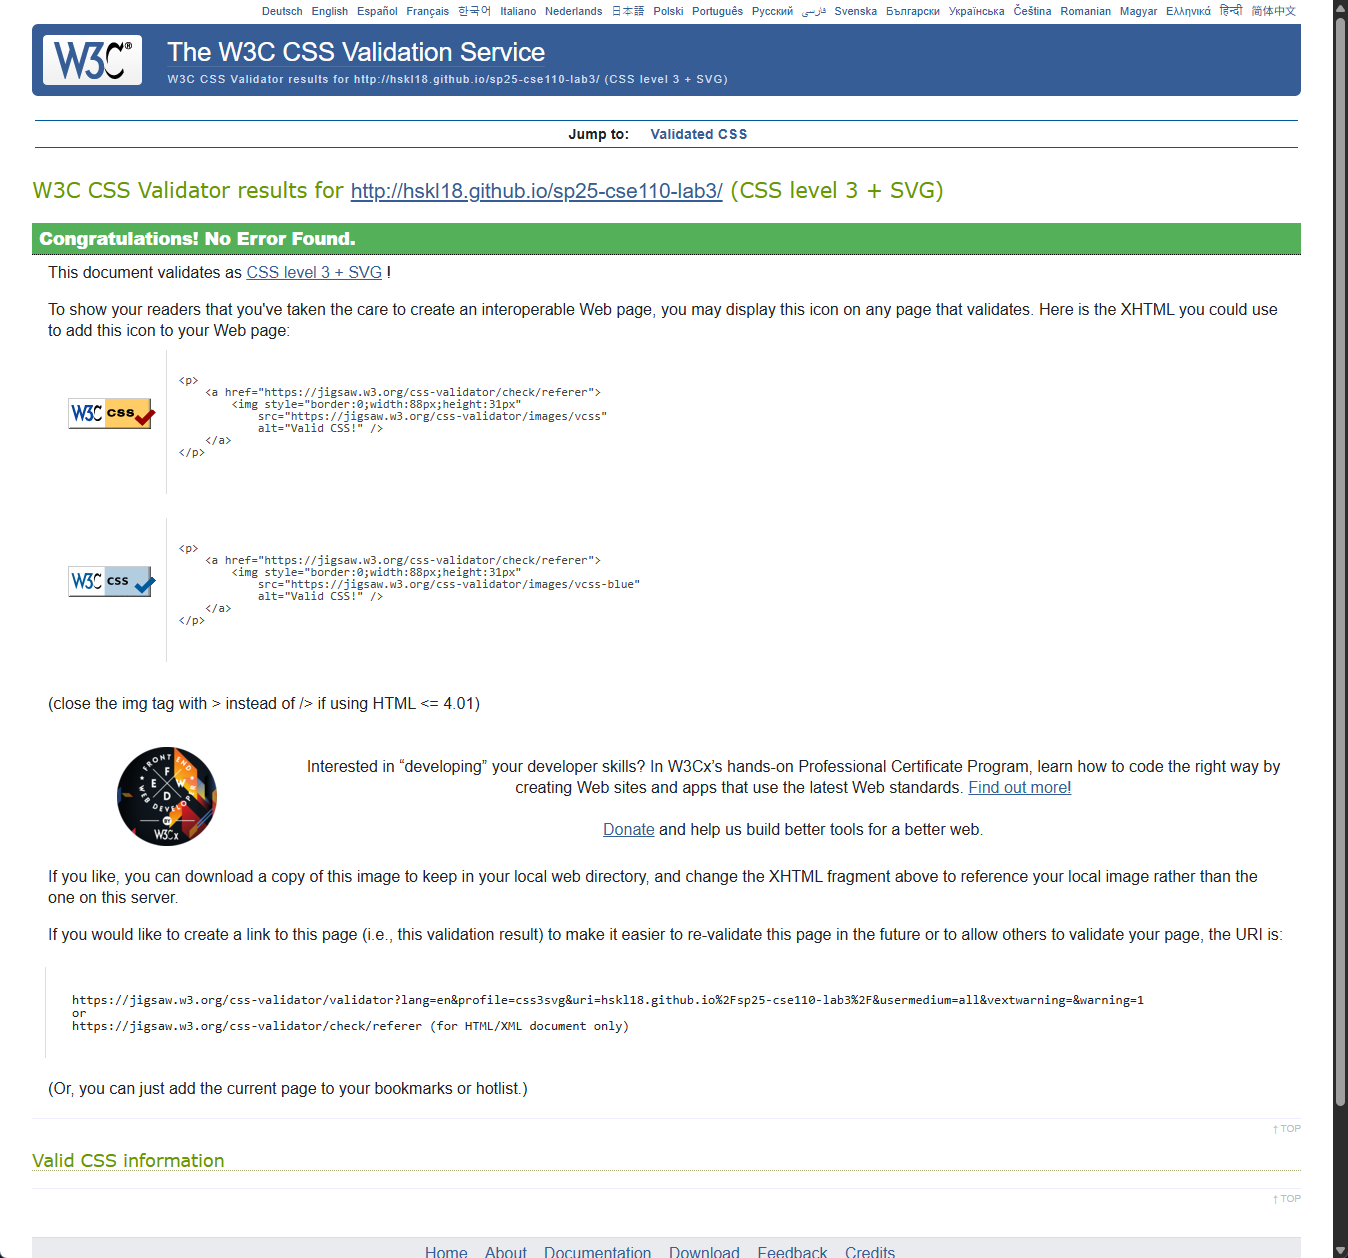 Deutsch English Español Français 한국어 Italiano Nederlands 日本語 Polski Português Русский فارسی Svenska Български Українська Čeština Romanian Magyar Ελληνικά हिन्दी 简体中文
W3C®
The W3C CSS Validation Service
W3C CSS Validator results for http://hskl18.github.io/sp25-cse110-lab3/ (CSS level 3 + SVG)
Jump to: Validated CSS
W3C CSS Validator results for http://hskl18.github.io/sp25-cse110-lab3/ (CSS level 3 + SVG)
Congratulations! No Error Found.
This document validates as CSS level 3 + SVG !
To show your readers that you've taken the care to create an interoperable Web page, you may display this icon on any page that validates. Here is the XHTML you could use
to add this icon to your Web page:
W3C css
<p>
<a href="https://jigsaw.w3.org/css-validator/check/referer">
<img style="border:0;width:88px;height:31px"
src="https://jigsaw.w3.org/css-validator/images/vcss"
alt="Valid CSS!" />
</a>
</p>
W3C css
<p>
<a href="https://jigsaw.w3.org/css-validator/check/referer">
<img style="border:0;width:88px;height:31px"
src="https://jigsaw.w3.org/css-validator/images/vcss-blue"
alt="Valid CSS!" />
</a>
</p>
(close the img tag with > instead of /> if using HTML <= 4.01)
FRONT END
F
E W
D
WEB DEVELOPER
BY
W3Cx
Interested in “developing” your developer skills? In W3Cx’s hands-on Professional Certificate Program, learn how to code the right way by
creating Web sites and apps that use the latest Web standards. Find out more!
Donate and help us build better tools for a better web.
If you like, you can download a copy of this image to keep in your local web directory, and change the XHTML fragment above to reference your local image rather than the
one on this server.
If you would like to create a link to this page (i.e., this validation result) to make it easier to re-validate this page in the future or to allow others to validate your page, the URI is:
https://jigsaw.w3.org/css-validator/validator?lang=en&profile=css3svg&uri=hskl18.github.io%2Fsp25-cse110-lab3%2F&usermedium=all&vextwarning=&warning=1
or
https://jigsaw.w3.org/css-validator/check/referer (for HTML/XML document only)
(Or, you can just add the current page to your bookmarks or hotlist.)
↑ TOP
Valid CSS information
↑ TOP
Home About Documentation Download Feedback Credits